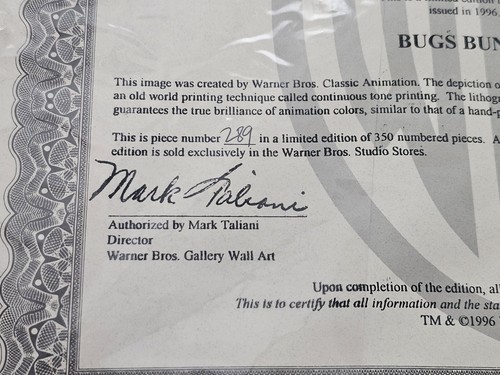 issued in 1996
BUGS BUN
This image was created by Warner Bros. Classic Animation. The depiction o
an old world printing technique called continuous tone printing. The lithogr
guarantees the true brilliance of animation colors, similar to that of a hand-p
This is piece number 289 in a limited edition of 350 numbered pieces. A
edition is sold exclusively in the Warner Bros. Studio Stores.
Mark Taliani
Authorized by Mark Taliani
Director
Warner Bros. Gallery Wall Art
Upon completion of the edition, all
This is to certify that all information and the sta
TM & ©1996